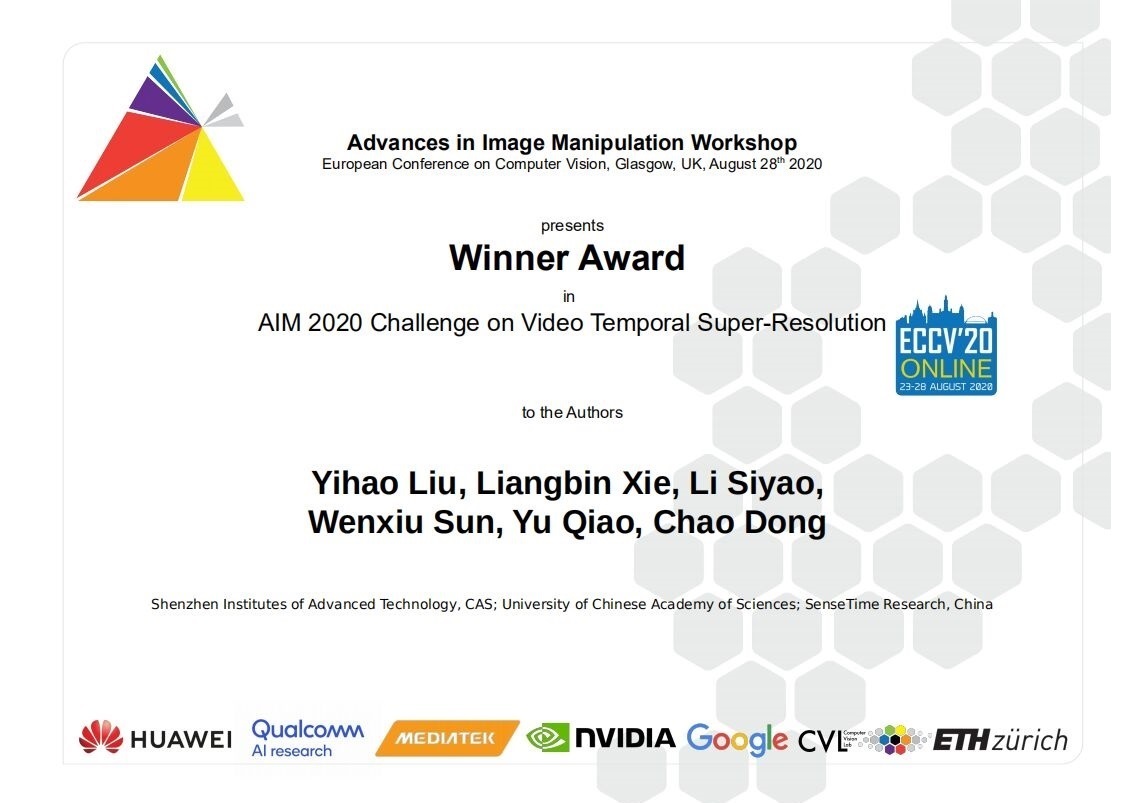 Advances in Image Manipulation Workshop
European Conference on Computer Vision, Glasgow, UK, August 28th 2020
presents
Winner Award
in
AIM 2020 Challenge on Video Temporal Super-Resolution
ECCV'20
ONLINE
23-28 AUGUST 2020
to the Authors
Yihao Liu, Liangbin Xie, Li Siyao,
Wenxiu Sun, Yu Qiao, Chao Dong
Shenzhen Institutes of Advanced Technology, CAS; University of Chinese Academy of Sciences; SenseTime Research, China
HUAWEI
Qualcomm
AI research
MEDIATEK
NVIDIA
Google
CVL
Computer
Vision
Lab
ETH zürich